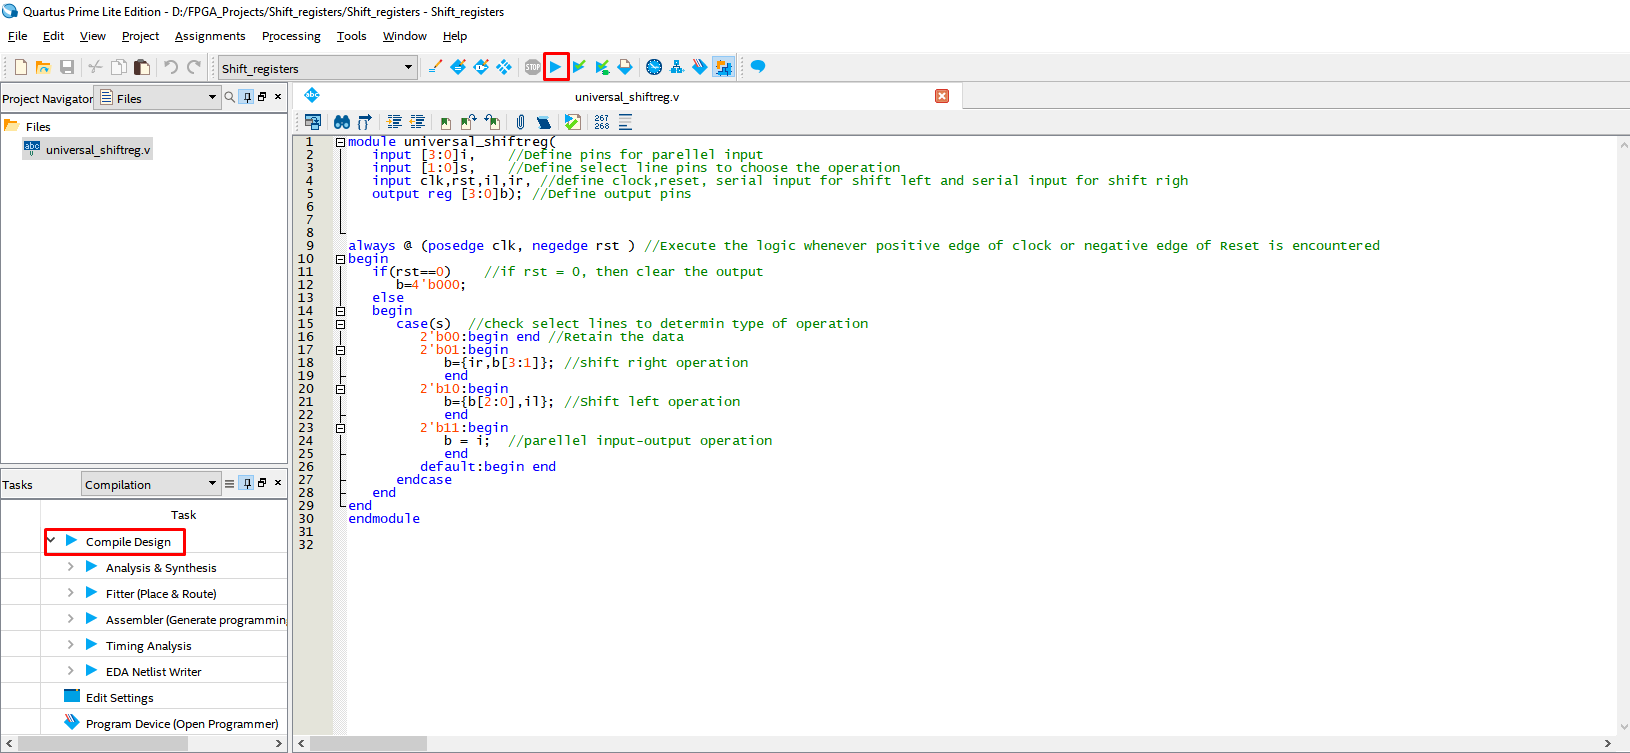 Quartus Prime Lite Edition - D:/FPGA_Projects/Shift_registers/Shift_registers - Shift_registers
File Edit View Project Assignments Processing Tools Window Help
Shift_registers
STOP
Project Navigator Files
Files
abc universal_shiftreg.v
abc universal_shiftreg.v
267
268
1 module universal_shiftreg(
2 input [3:0]i, //Define pins for parellel input
3 input [1:0]s, //Define select line pins to choose the operation
4 input clk,rst,il,ir, //define clock,reset, serial input for shift left and serial input for shift righ
5 output reg [3:0]b); //Define output pins
6
7
8
9 always @ (posedge clk, negedge rst ) //Execute the logic whenever positive edge of clock or negative edge of Reset is encountered
10 begin
11 if(rst==0) //if rst = 0, then clear the output
12 b=4'b000;
13 else
14 begin
15 case(s) //check select lines to determin type of operation
16 2'b00:begin end //Retain the data
17 2'b01:begin
18 b={ir,b[3:1]}; //shift right operation
19 end
20 2'b10:begin
21 b={b[2:0],il}; //Shift left operation
22 end
23 2'b11:begin
24 b = i; //parellel input-output operation
25 end
26 default:begin end
27 endcase
28 end
29 end
30 endmodule
31
32
Tasks Compilation
Task
Compile Design
Analysis & Synthesis
Fitter (Place & Route)
Assembler (Generate programming
Timing Analysis
EDA Netlist Writer
Edit Settings
Program Device (Open Programmer)